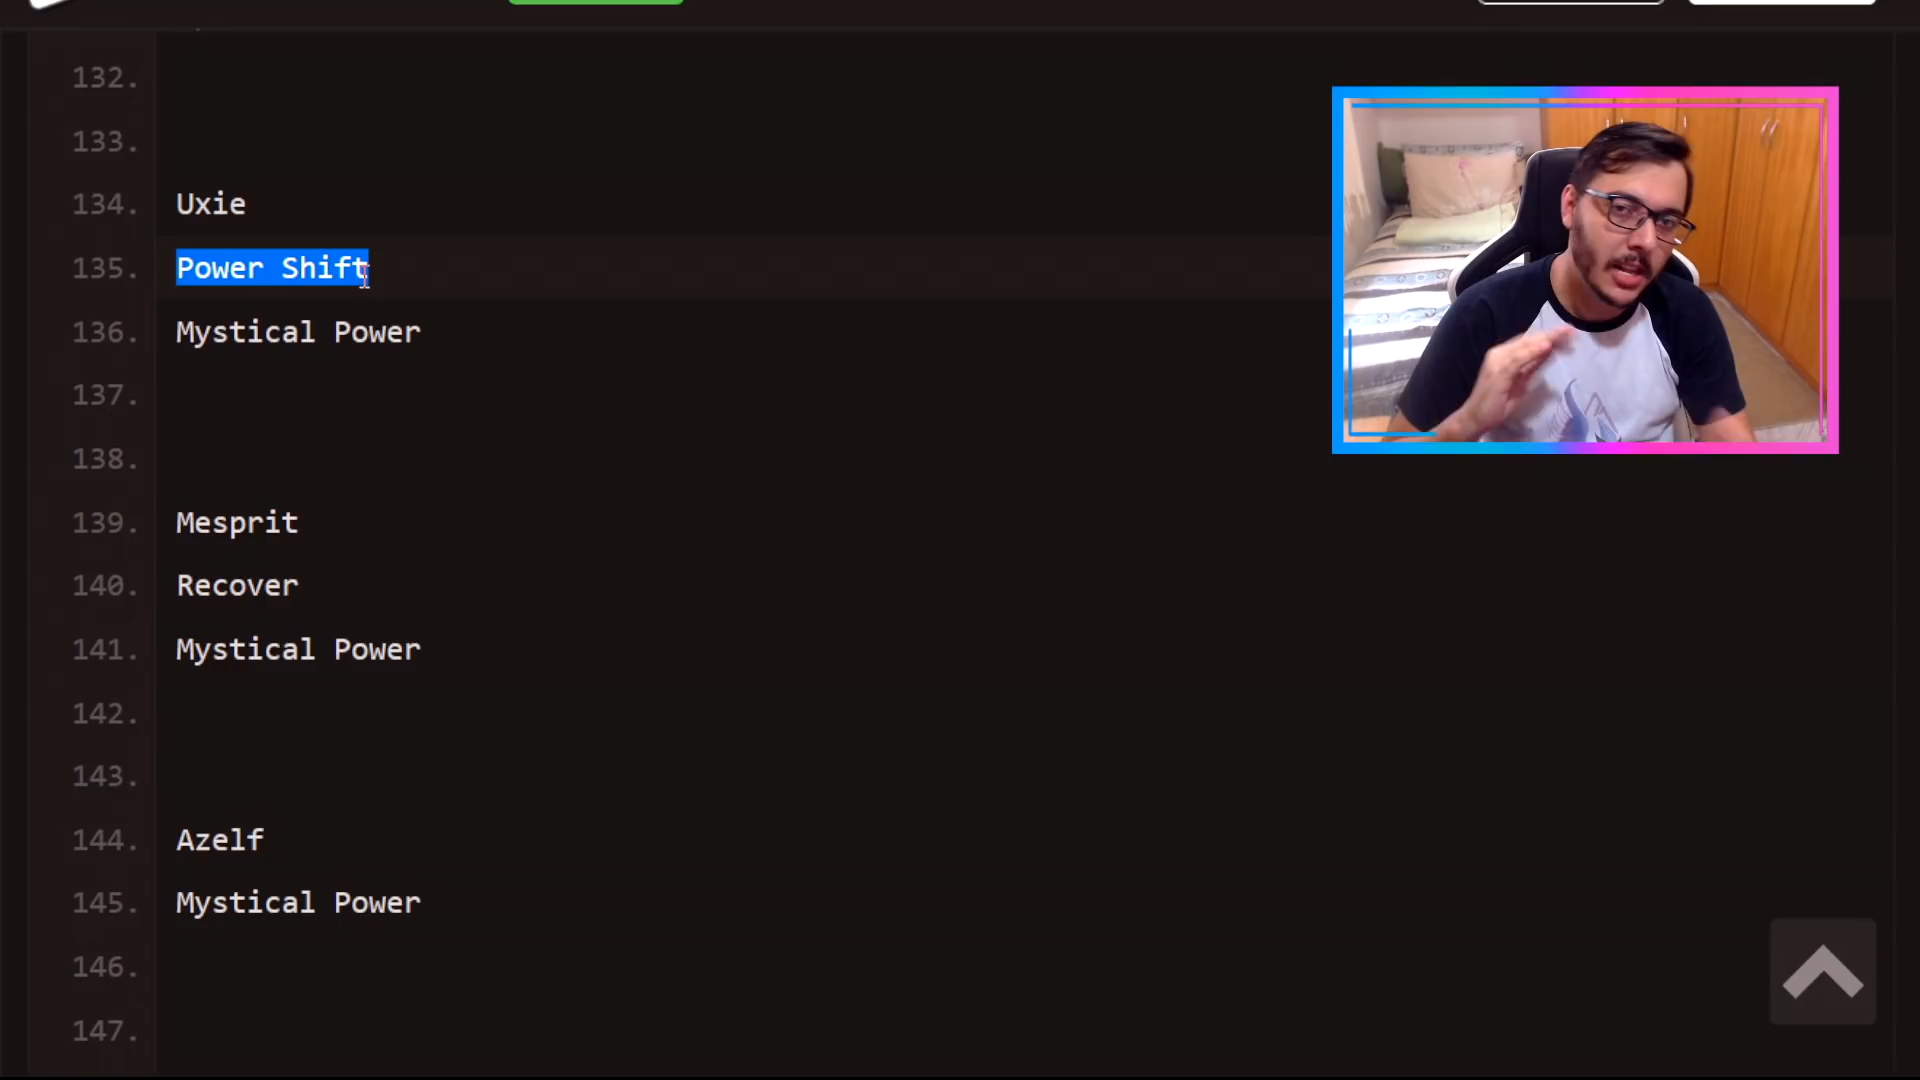 132.
133.
134. Uxie
135. Power Shift
136. Mystical Power
137.
138.
139. Mesprit
140. Recover
141. Mystical Power
142.
143.
144. Azelf
145. Mystical Power
146.
147.